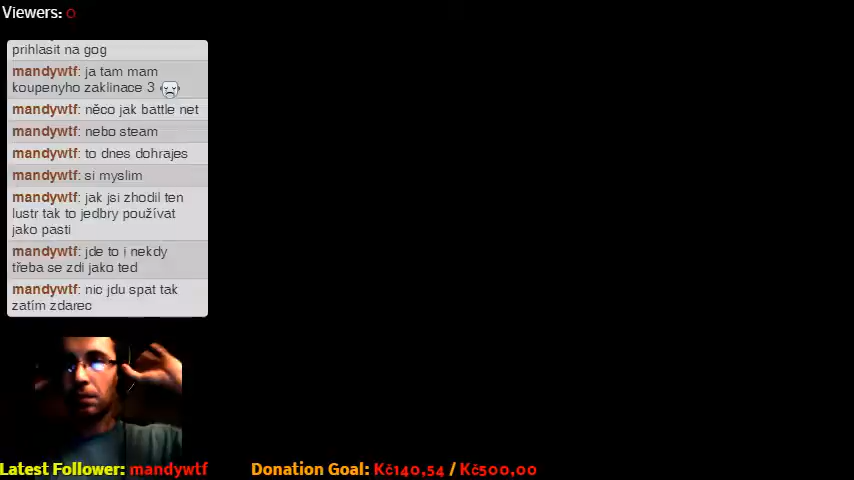 Viewers: 0
prihlasit na gog
mandywtf: ja tam mam
koupenyho zaklinace 3
mandywtf: něco jak battle net
mandywtf: nebo steam
mandywtf: to dnes dohrajes
mandywtf: si myslim
mandywtf: jak jsi zhodil ten
lustr tak to jedbry používat
jako pasti
mandywtf: jde to i nekdy
třeba se zdi jako ted
mandywtf: nic jdu spat tak
zatím zdarec
Latest Follower: mandywtf
Donation Goal: Kč140,54 / Kč500,00